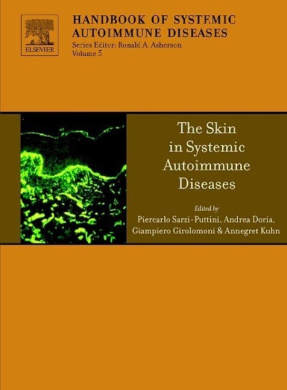 HANDBOOK OF SYSTEMIC
AUTOIMMUNE DISEASES
Series Editor: Ronald A. Asherson
Volume 5
ELSEVIER
The Skin
in Systemic
Autoimmune
Diseases
Edited by
Piercarlo Sarzi-Puttini, Andrea Doria,
Giampiero Girolomoni & Annegret Kuhn